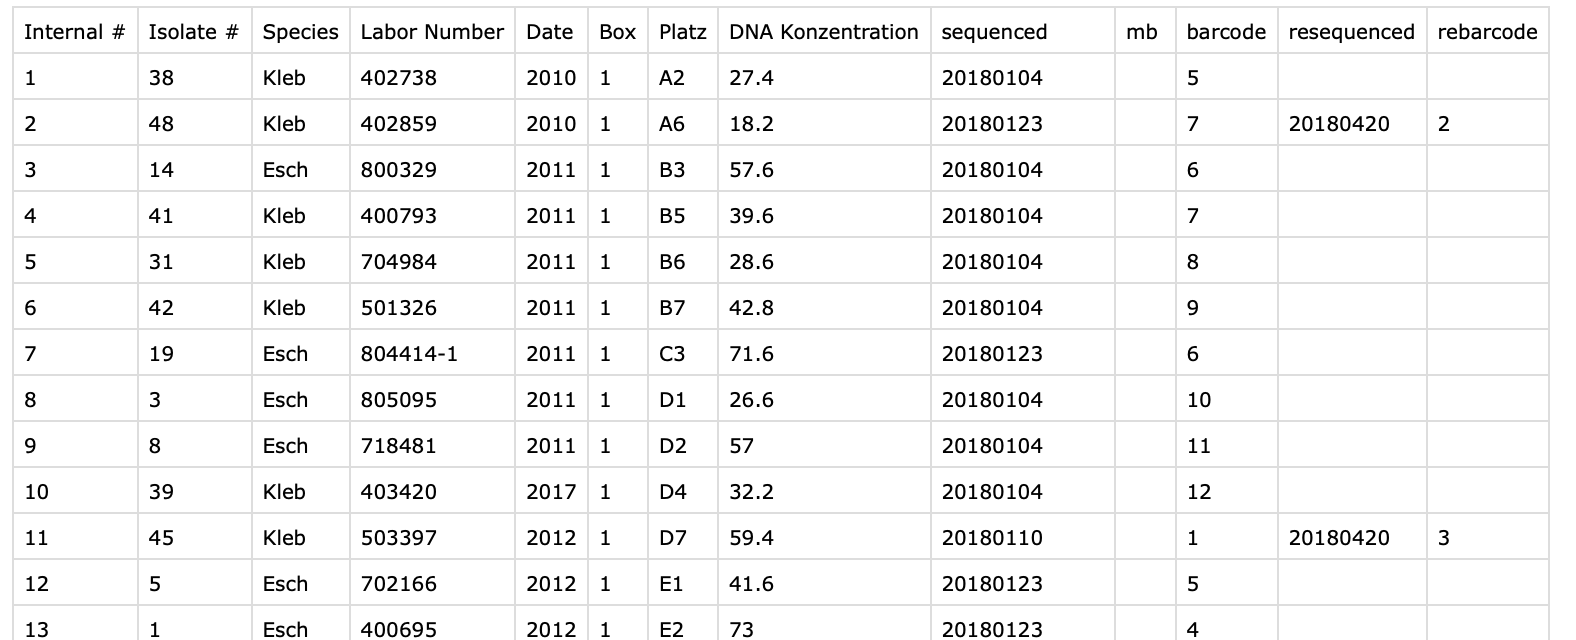 Internal # Isolate # Species Labor Number Date Box Platz DNA Konzentration sequenced mb barcode resequenced rebarcode
1 38 Kleb 402738 2010 1 A2 27.4 20180104 5
2 48 Kleb 402859 2010 1 A6 18.2 20180123 7 20180420 2
3 14 Esch 800329 2011 1 B3 57.6 20180104 6
4 41 Kleb 400793 2011 1 B5 39.6 20180104 7
5 31 Kleb 704984 2011 1 B6 28.6 20180104 8
6 42 Kleb 501326 2011 1 B7 42.8 20180104 9
7 19 Esch 804414-1 2011 1 C3 71.6 20180123 6
8 3 Esch 805095 2011 1 D1 26.6 20180104 10
9 8 Esch 718481 2011 1 D2 57 20180104 11
10 39 Kleb 403420 2017 1 D4 32.2 20180104 12
11 45 Kleb 503397 2012 1 D7 59.4 20180110 1 20180420 3
12 5 Esch 702166 2012 1 E1 41.6 20180123 5
13 1 Esch 400695 2012 1 E2 73 20180123 4